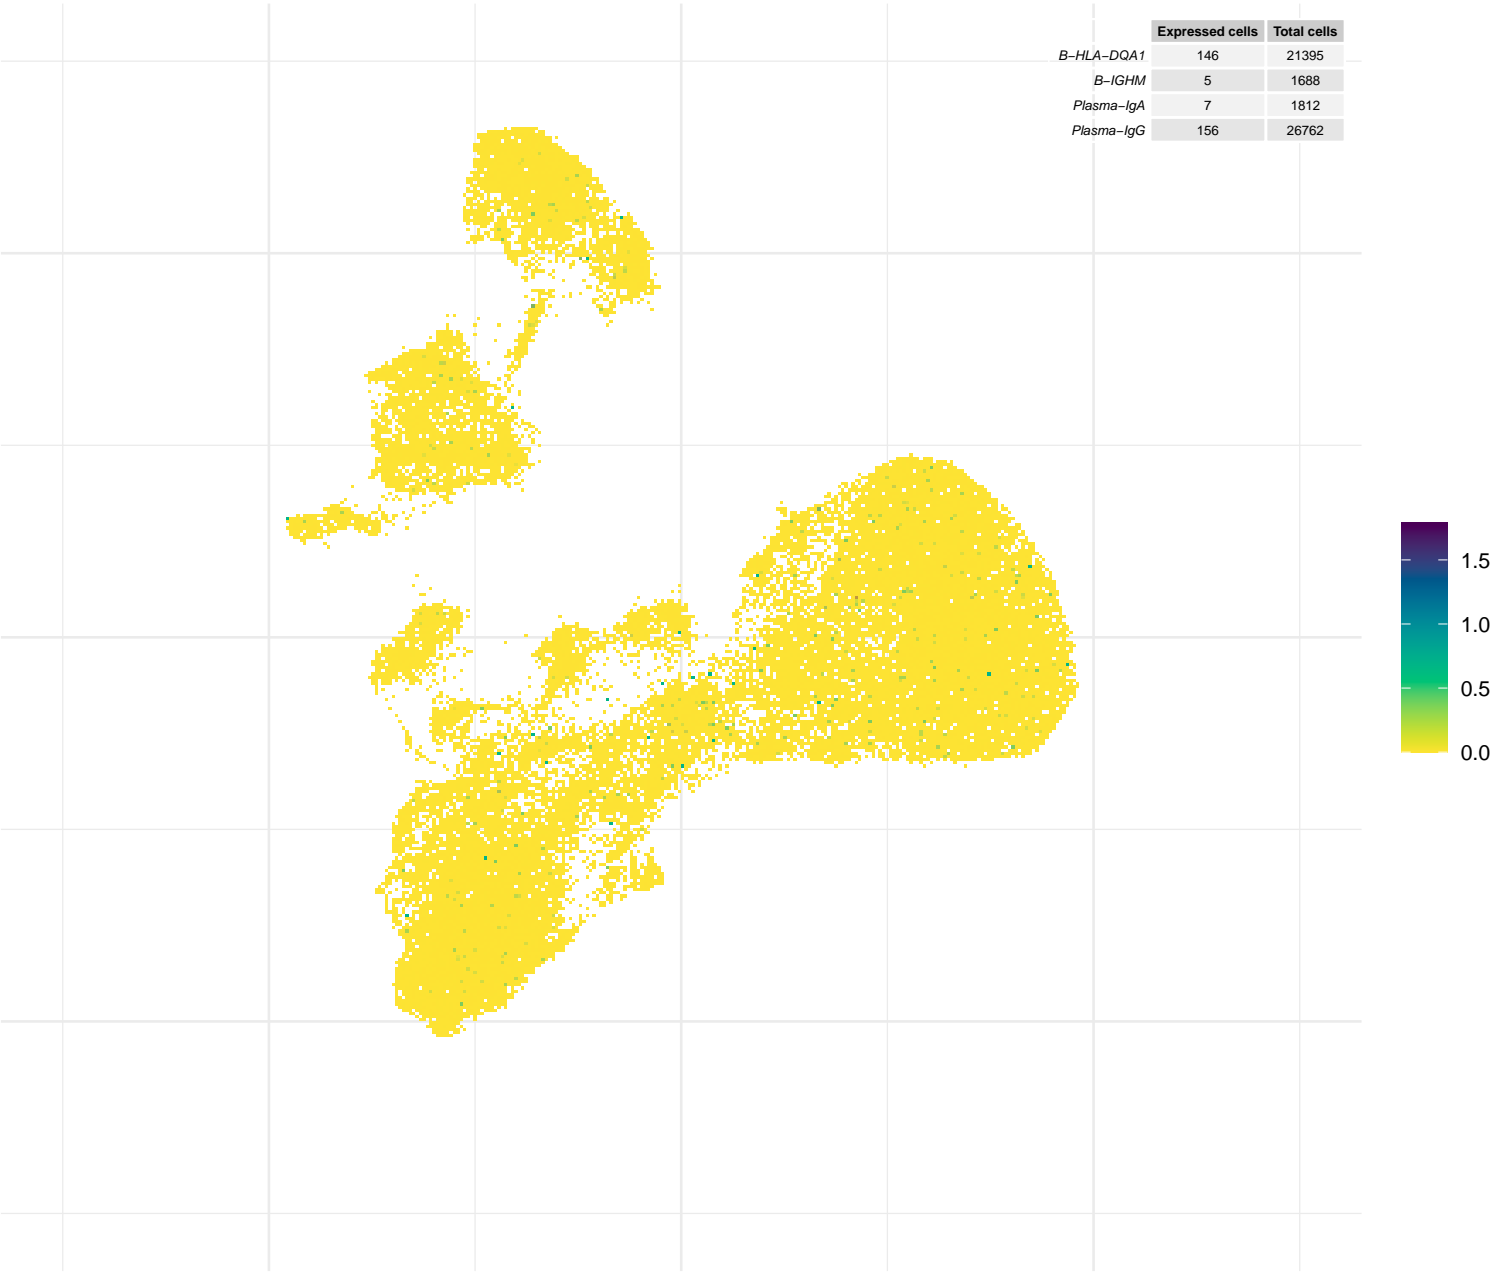 Expressed cells Total cells
B−HLA−DQA1 146 21395
B−IGHM 5 1688
Plasma−IgA 7 1812
Plasma−IgG 156 26762
1.5
1.0
0.5
0.0